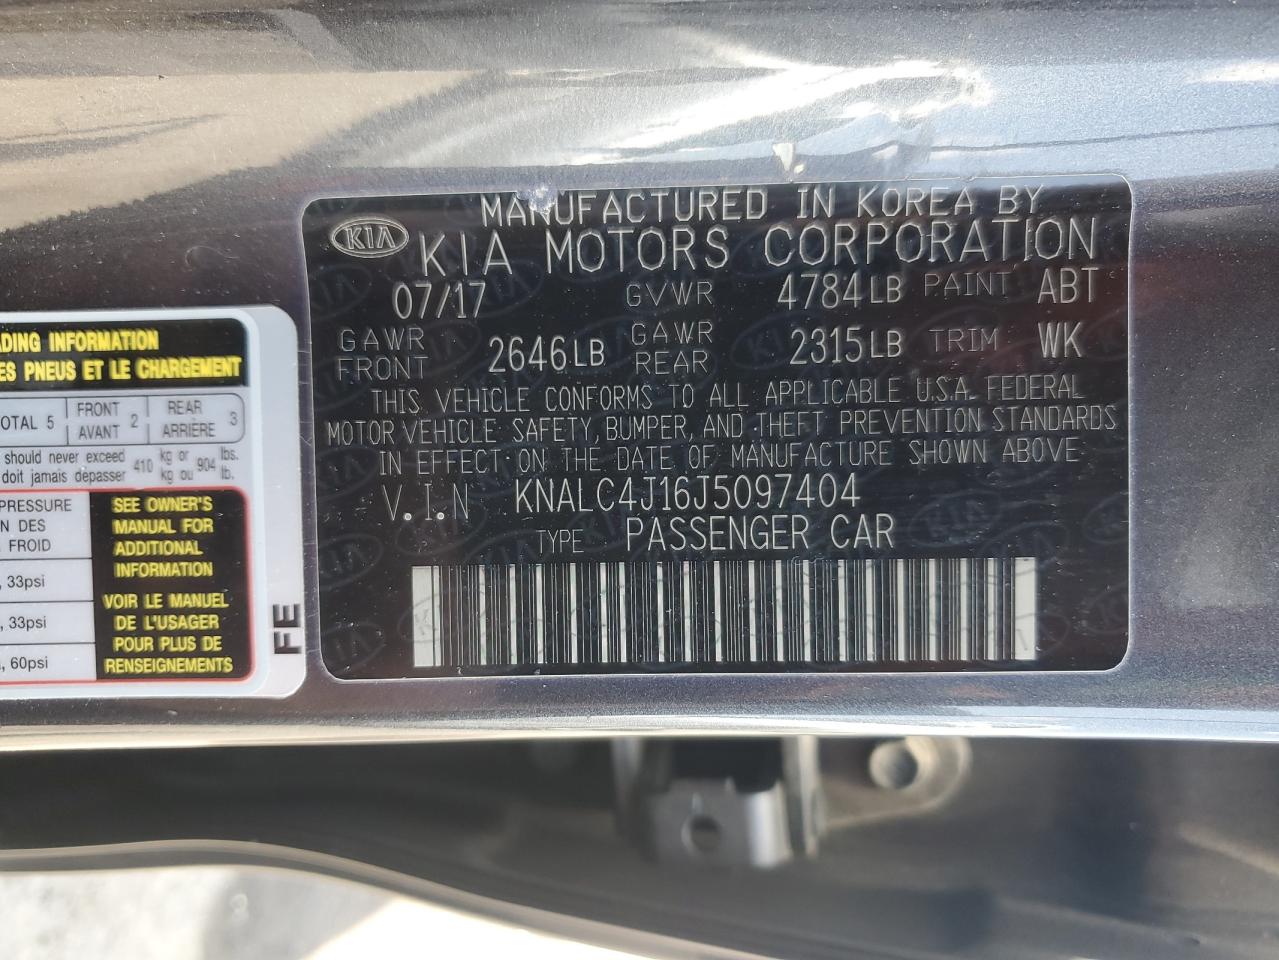 MANUFACTURED IN KOREA BY
KIA KIA MOTORS CORPORATION
07/17 GVWR 4784LB PAINT ABT
GAWR FRONT 2646LB GAWR REAR 2315LB TRIM WK
THIS VEHICLE CONFORMS TO ALL APPLICABLE U.S.A. FEDERAL
MOTOR VEHICLE SAFETY, BUMPER, AND THEFT PREVENTION STANDARDS
IN EFFECT ON THE DATE OF MANUFACTURE SHOWN ABOVE
V.I.N KNALC4J16J5097404
TYPE PASSENGER CAR
ADING INFORMATION
ES PNEUS ET LE CHARGEMENT
OTAL 5 FRONT AVANT 2 REAR ARRIÈRE 3
should never exceed 410 kg or 904 lbs.
doit jamais dépasser kg ou lb.
PRESSURE
N DES
FROID
, 33psi
, 33psi
, 60psi
SEE OWNER'S
MANUAL FOR
ADDITIONAL
INFORMATION
VOIR LE MANUEL
DE L'USAGER
POUR PLUS DE
RENSEIGNEMENTS
FE